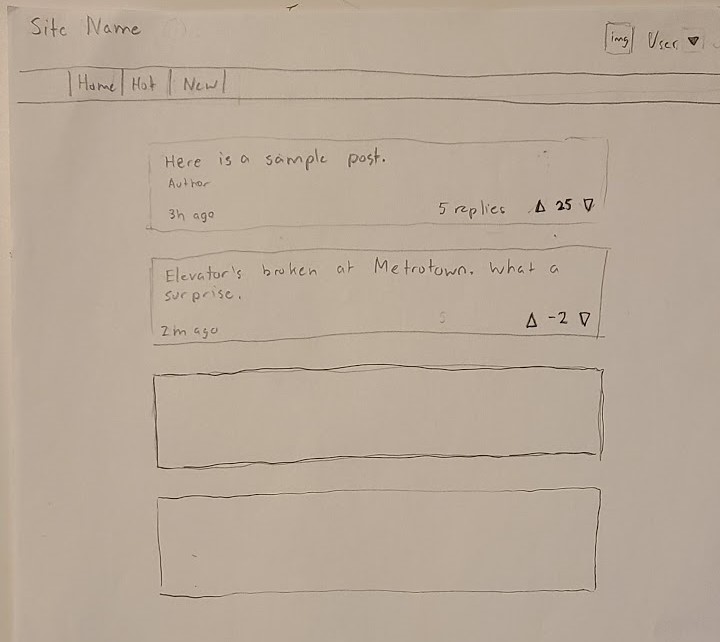 Site Name
img User ▼
Home Hot New
Here is a sample post.
Author
3h ago 5 replies △ 25 ▽
Elevator's broken at Metrotown. What a
surprise.
2m ago 5 △ -2 ▽